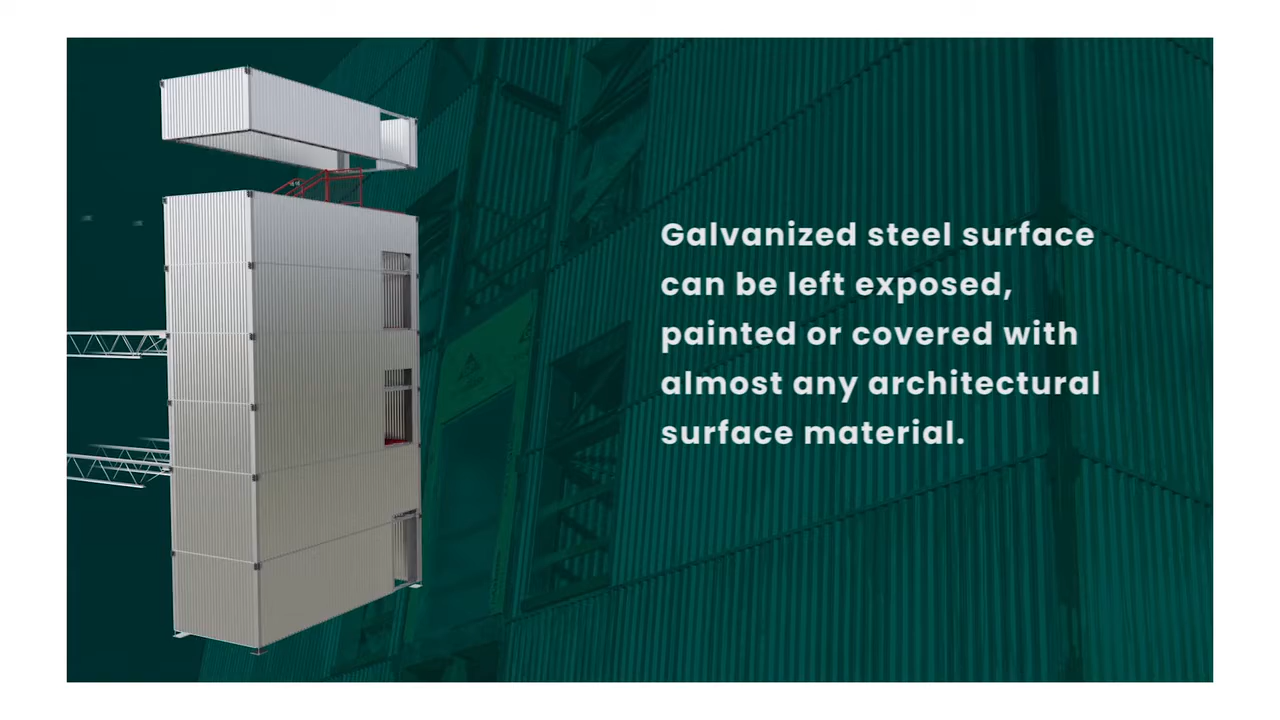 Galvanized steel surface
can be left exposed,
painted or covered with
almost any architectural
surface material.